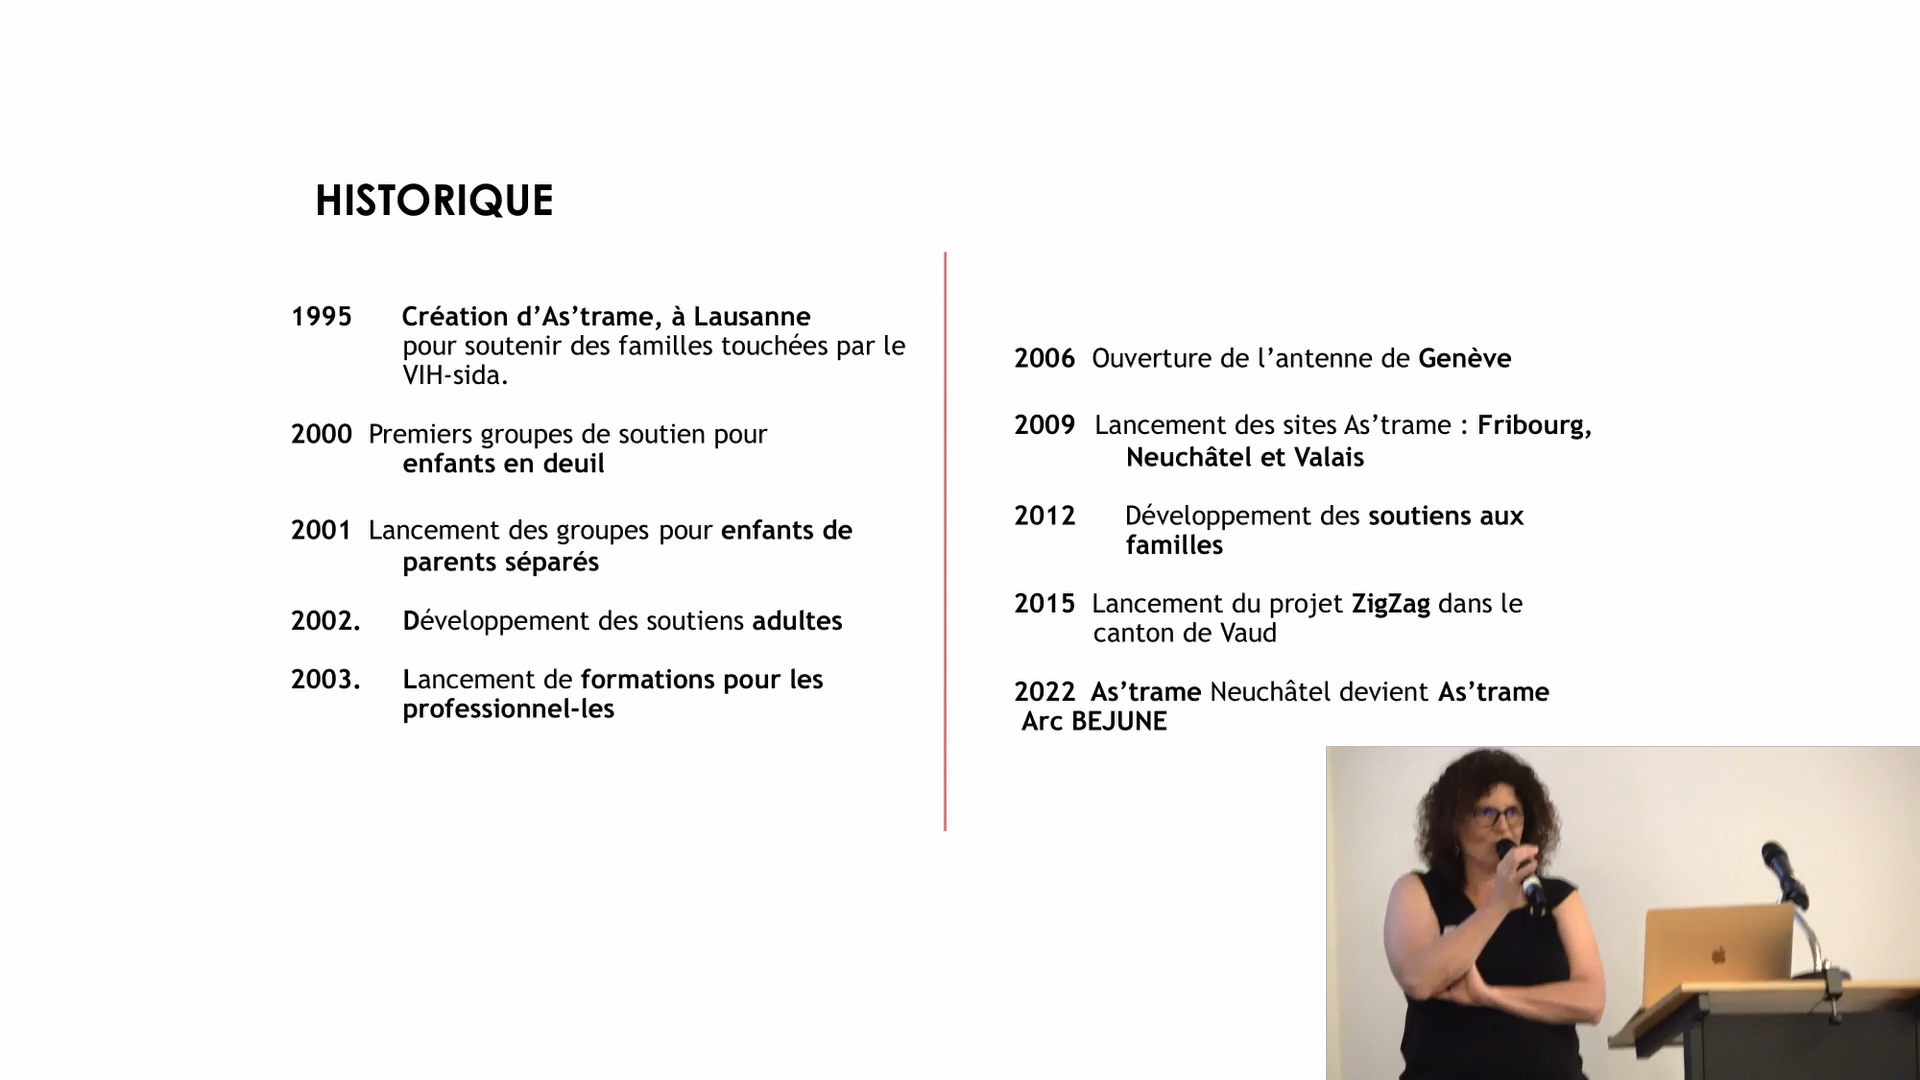 HISTORIQUE
1995 Création d’As’trame, à Lausanne
pour soutenir des familles touchées par le
VIH-sida.
2000 Premiers groupes de soutien pour
enfants en deuil
2001 Lancement des groupes pour enfants de
parents séparés
2002. Développement des soutiens adultes
2003. Lancement de formations pour les
professionnel-les
2006 Ouverture de l’antenne de Genève
2009 Lancement des sites As’trame : Fribourg,
Neuchâtel et Valais
2012 Développement des soutiens aux
familles
2015 Lancement du projet ZigZag dans le
canton de Vaud
2022 As’trame Neuchâtel devient As’trame
Arc BEJUNE